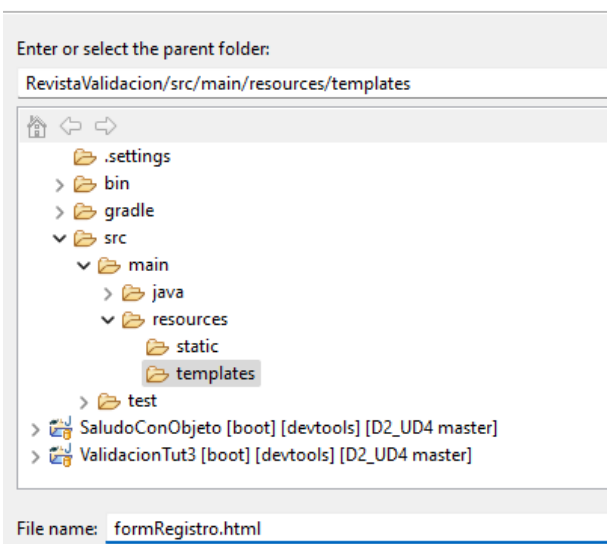 Enter or select the parent folder:
RevistaValidacion/src/main/resources/templates
.settings
bin
gradle
src
main
java
resources
static
templates
test
SaludoConObjeto [boot] [devtools] [D2_UD4 master]
ValidacionTut3 [boot] [devtools] [D2_UD4 master]
File name: formRegistro.html